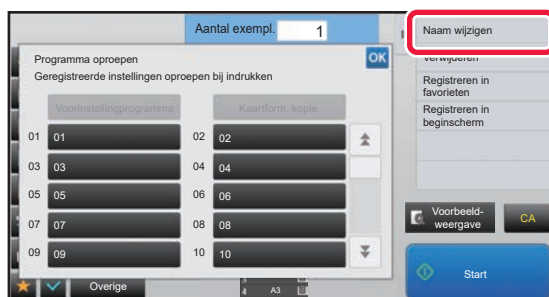 Aantal exempl. 1
Naam wijzigen
Programma oproepen
OK
Geregistreerde instellingen oproepen bij indrukken
Verwijderen
Registreren in
favorieten
Registreren in
beginscherm
Voorinstellingprogramma
Kaartform. kopie
01 01
02 02
03 03
04 04
05 05
06 06
07 07
08 08
09 09
10 10
Voorbeeld-
weergave
CA
Overige
4 A3
Start